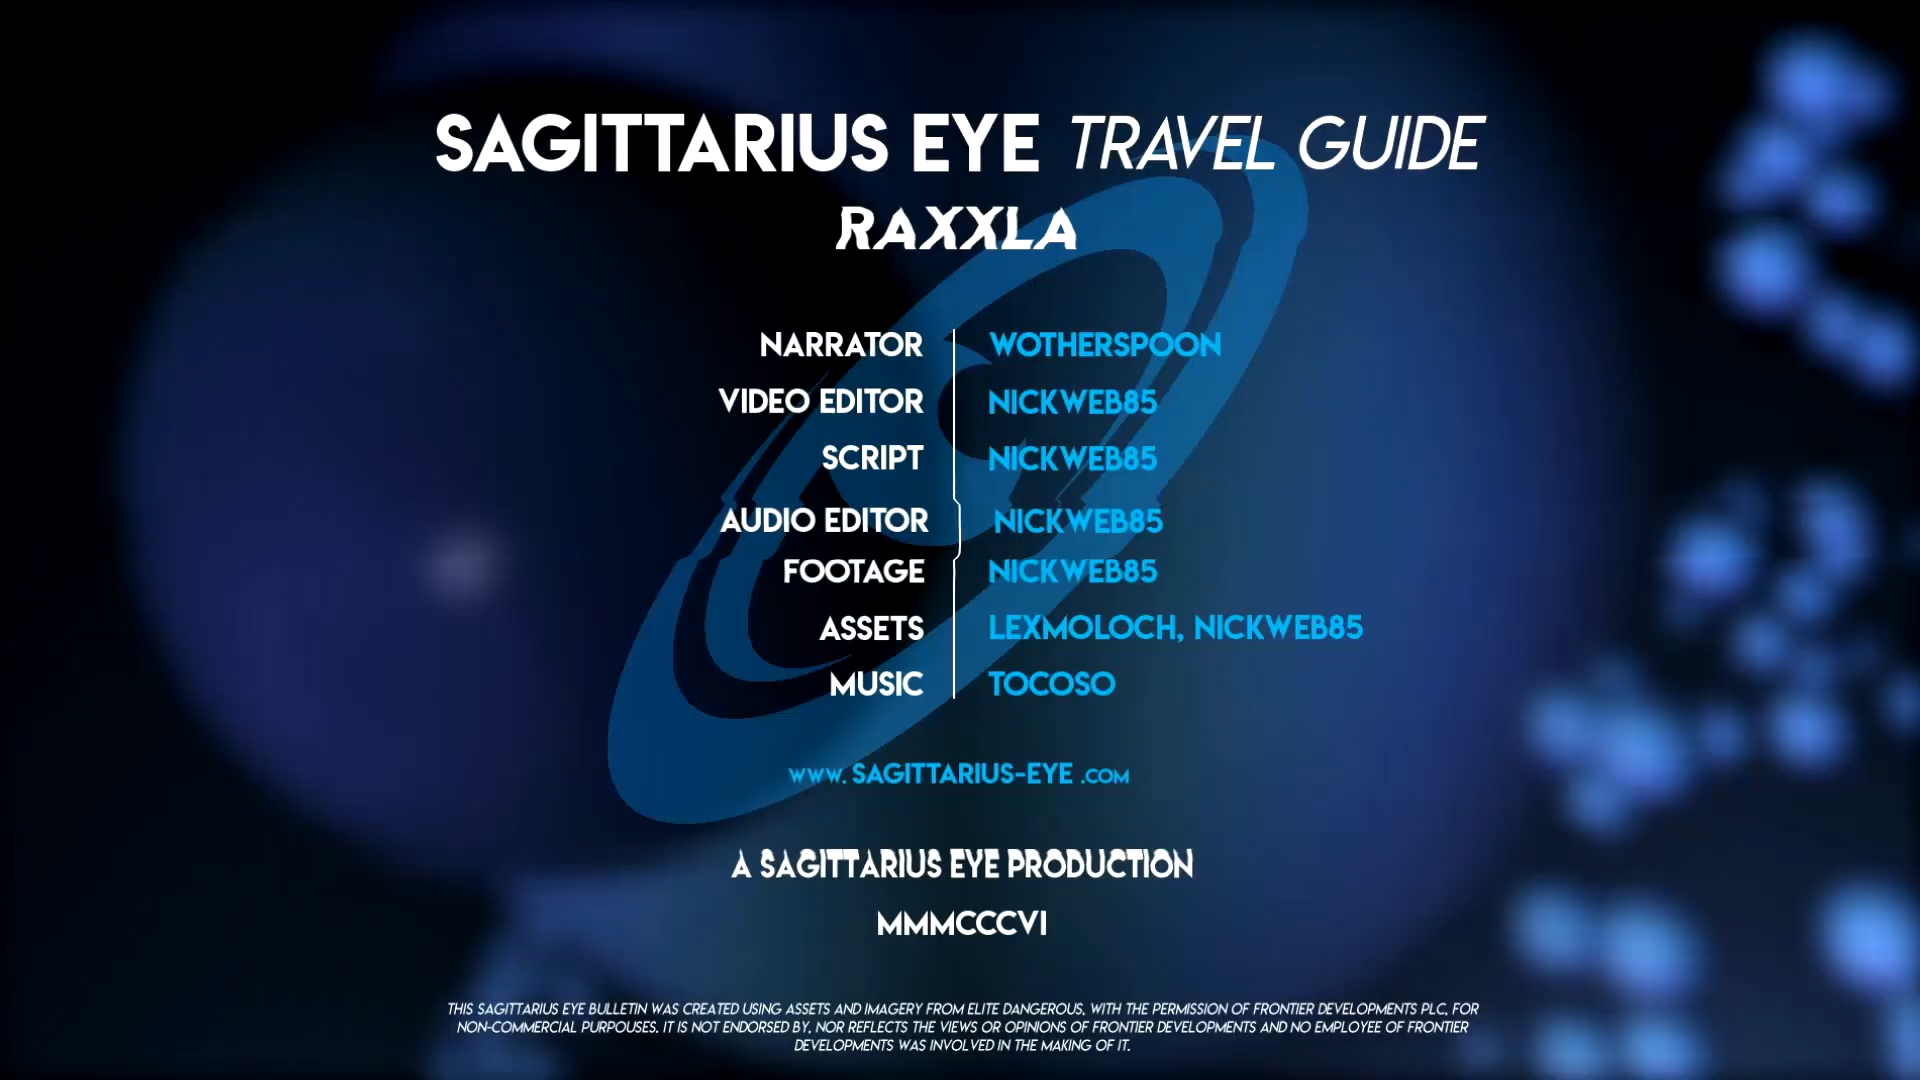 SAGITTARIUS EYE TRAVEL GUIDE
RAXXLA
NARRATOR WOTHERSPOON
VIDEO EDITOR NICKWEB85
SCRIPT NICKWEB85
AUDIO EDITOR NICKWEB85
FOOTAGE NICKWEB85
ASSETS LEXMOLOCH, NICKWEB85
MUSIC TOCOSO
WWW. SAGITTARIUS-EYE .COM
A SAGITTARIUS EYE PRODUCTION
MMMCCCVI
THIS SAGITTARIUS EYE BULLETIN WAS CREATED USING ASSETS AND IMAGERY FROM ELITE DANGEROUS, WITH THE PERMISSION OF FRONTIER DEVELOPMENTS PLC, FOR
NON-COMMERCIAL PURPOUSES. IT IS NOT ENDORSED BY, NOR REFLECTS THE VIEWS OR OPINIONS OF FRONTIER DEVELOPMENTS AND NO EMPLOYEE OF FRONTIER
DEVELOPMENTS WAS INVOLVED IN THE MAKING OF IT.